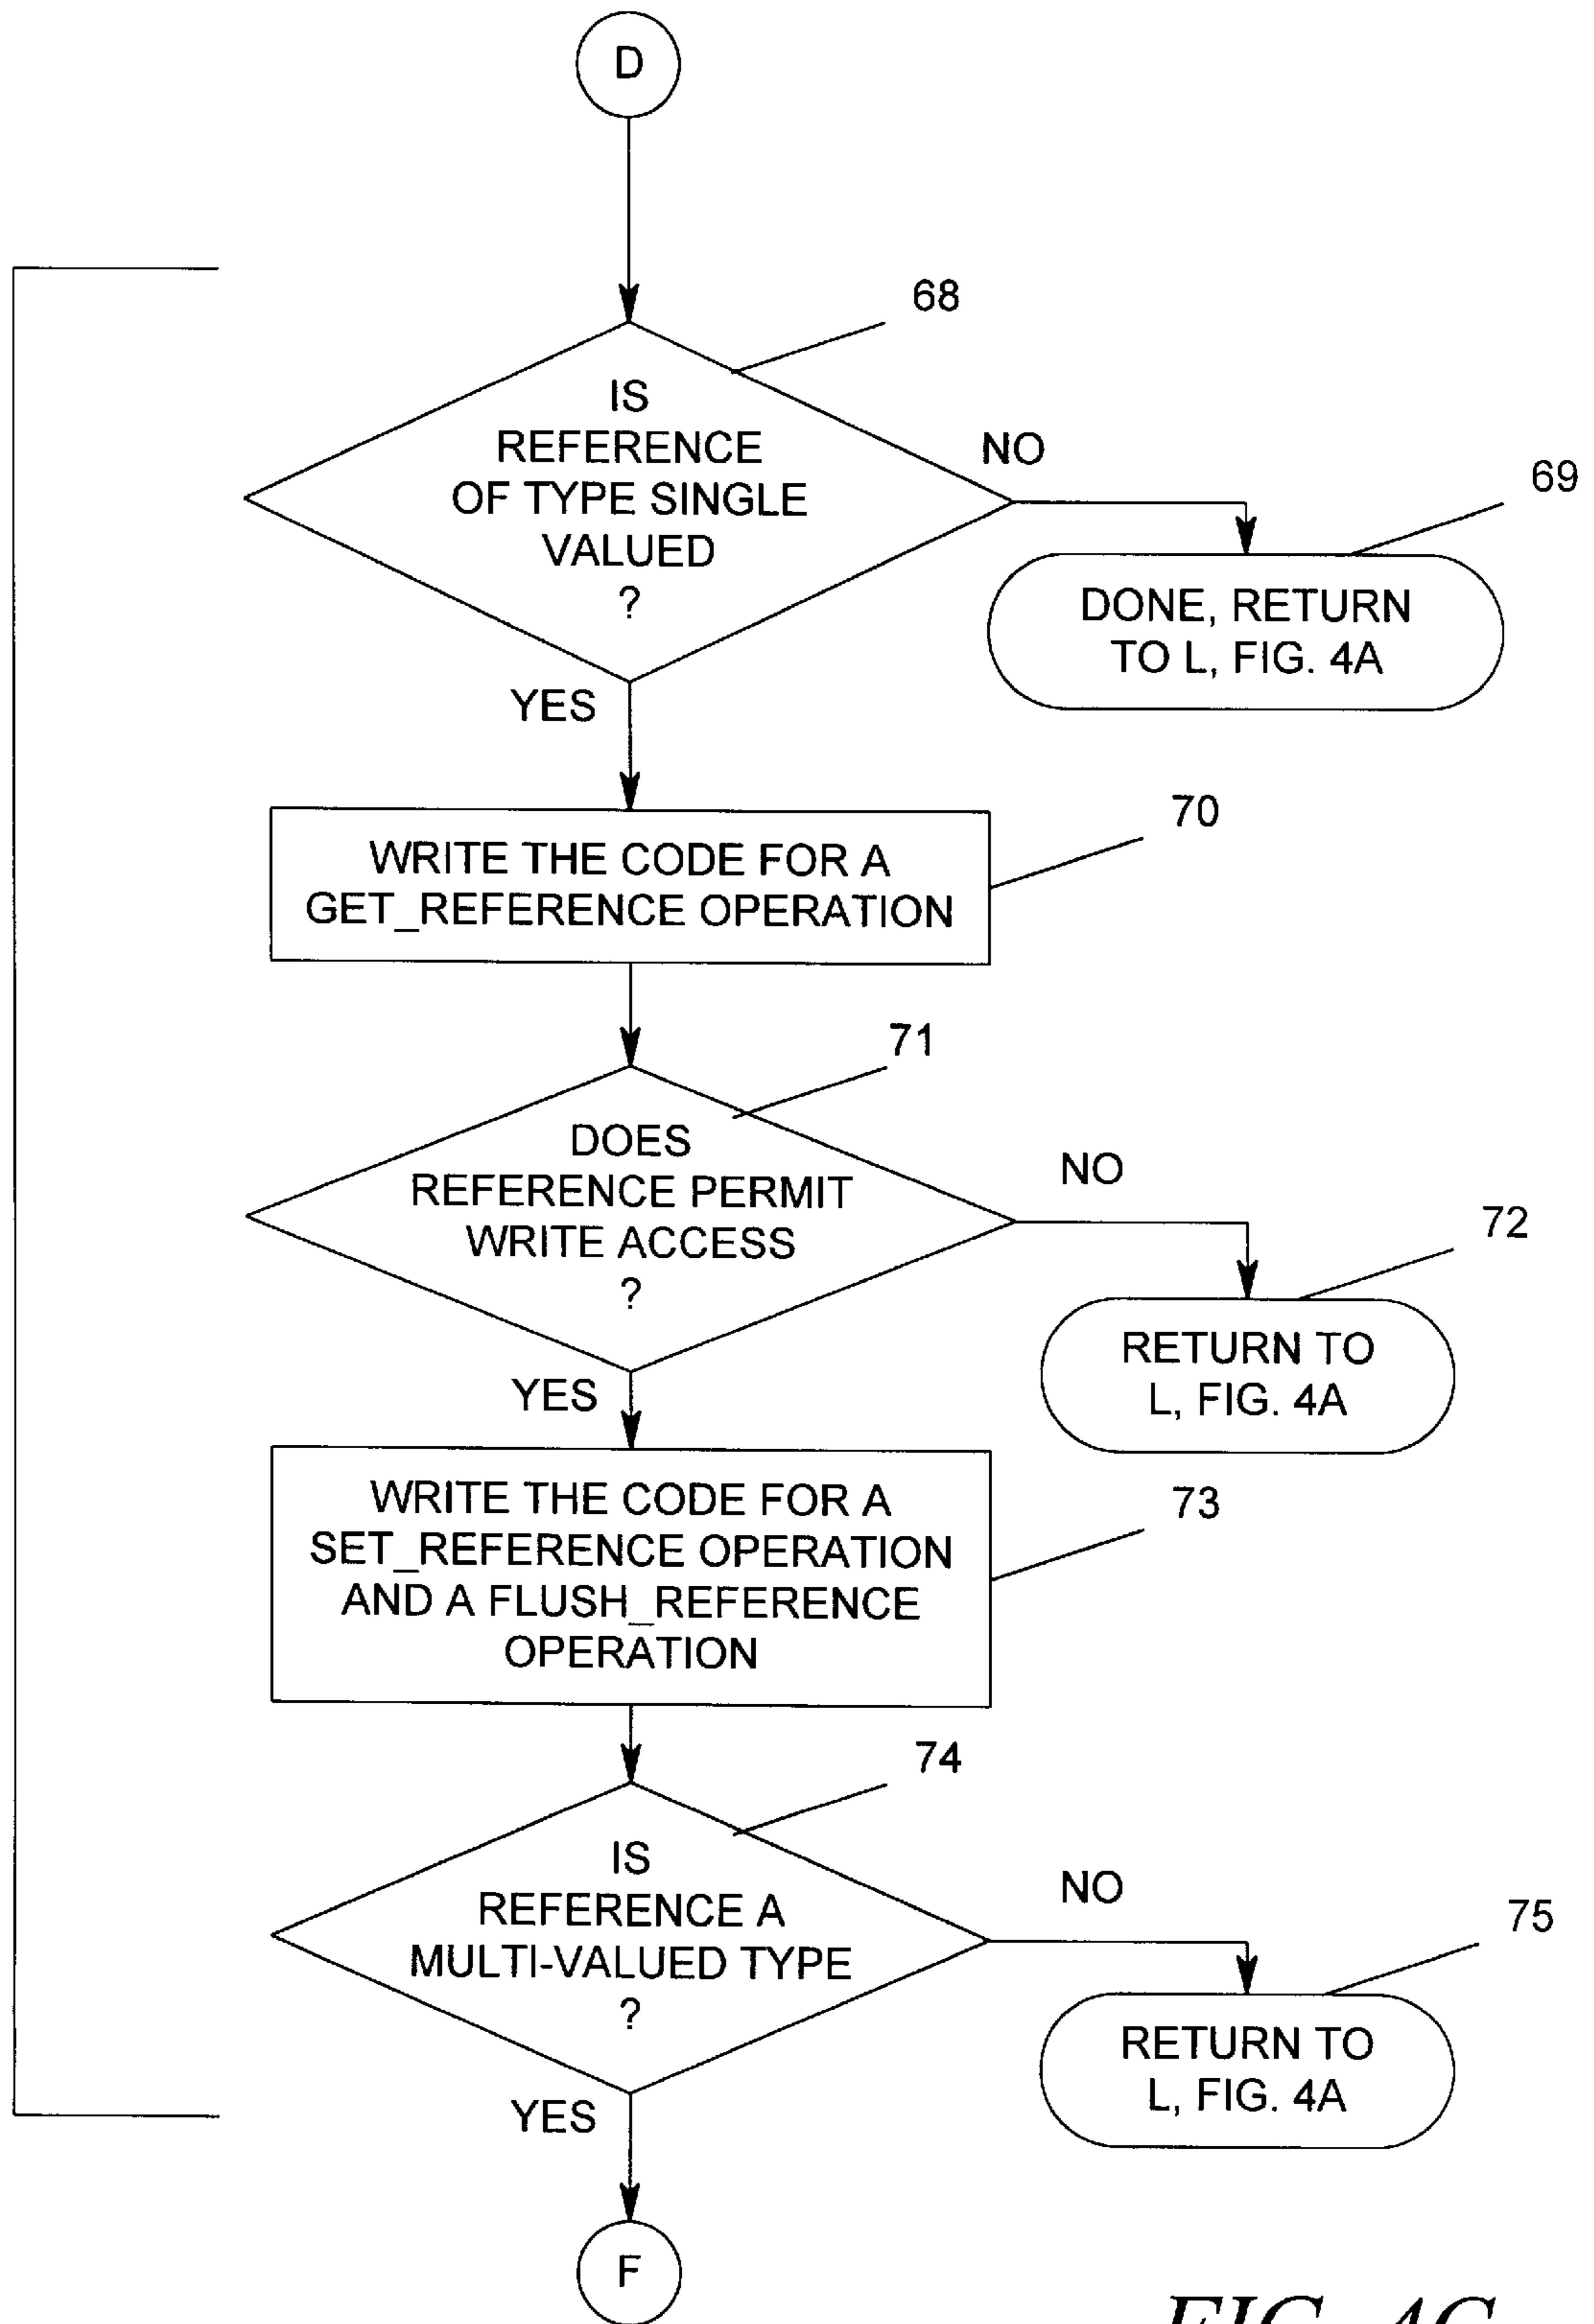 D
68
IS
REFERENCE
OF TYPE SINGLE
VALUED
?
NO
69
DONE, RETURN
TO L, FIG. 4A
YES
70
WRITE THE CODE FOR A
GET_REFERENCE OPERATION
71
DOES
REFERENCE PERMIT
WRITE ACCESS
?
NO
72
RETURN TO
L, FIG. 4A
YES
73
WRITE THE CODE FOR A
SET_REFERENCE OPERATION
AND A FLUSH_REFERENCE
OPERATION
74
IS
REFERENCE A
MULTI-VALUED TYPE
?
NO
75
RETURN TO
L, FIG. 4A
YES
F